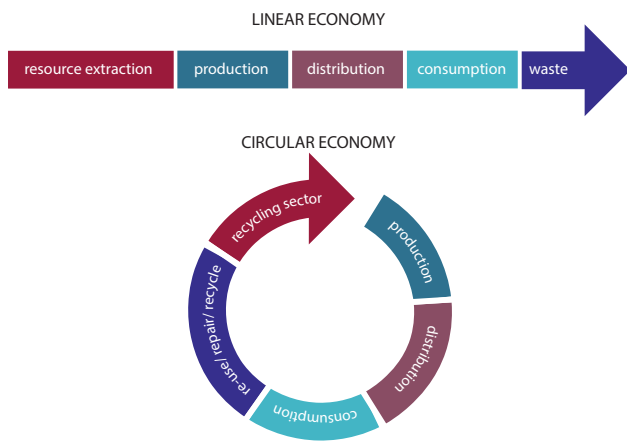 LINEAR ECONOMY
resource extraction
production
distribution
consumption
waste
CIRCULAR ECONOMY
recycling sector
production
distribution
consumption
re-use/ repair/ recycle